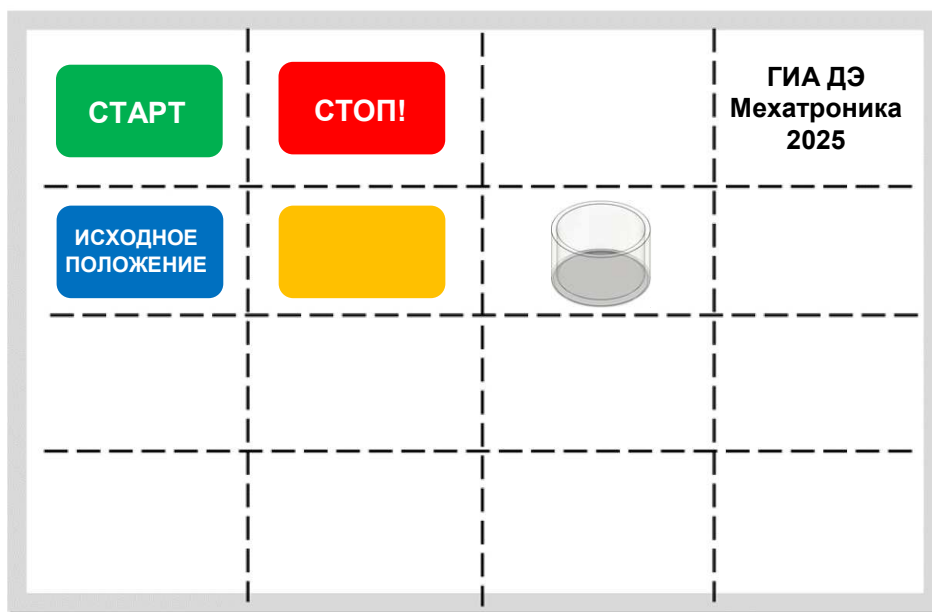 СТАРТ
СТОП!
ГИА ДЭ
Мехатроника
2025
ИСХОДНОЕ
ПОЛОЖЕНИЕ